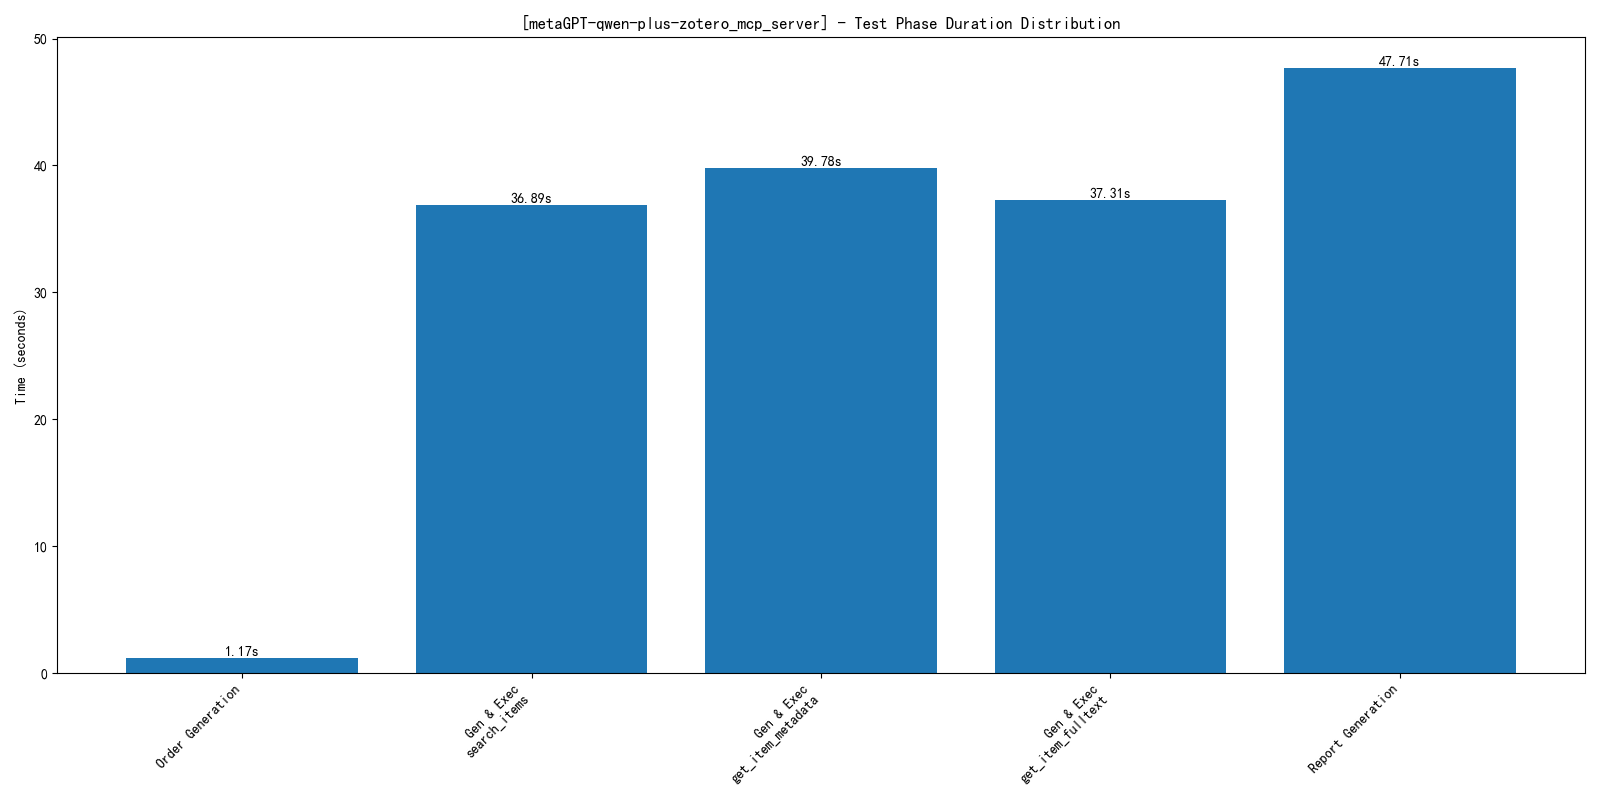 [metaGPT-qwen-plus-zotero_mcp_server] - Test Phase Duration Distribution
Time (seconds)
50
40
30
20
10
0
1.17s
36.89s
39.78s
37.31s
47.71s
Order Generation
Gen & Exec
search_items
Gen & Exec
get_item_metadata
Gen & Exec
get_item_fulltext
Report Generation